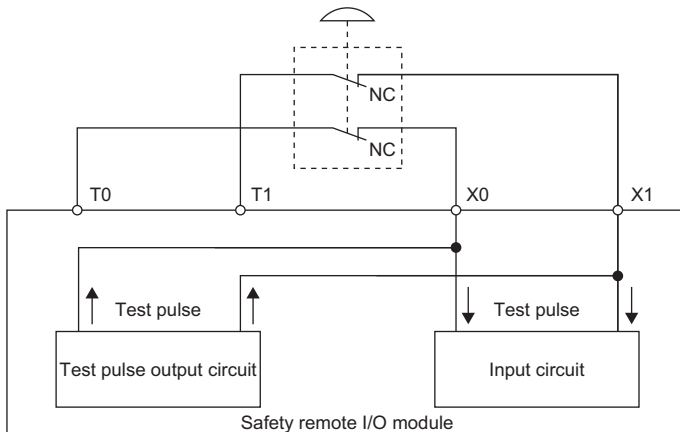 NC
NC
T0 T1 X0 X1
Test pulse Test pulse
Test pulse output circuit Input circuit
Safety remote I/O module